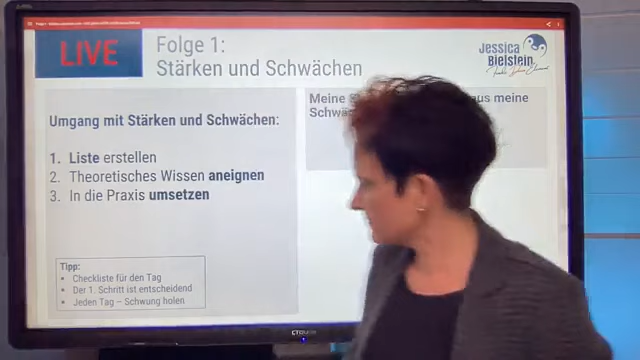 LIVE
Folge 1:
Stärken und Schwächen
Jessica
Bielstein
Umgang mit Stärken und Schwächen:
1. Liste erstellen
2. Theoretisches Wissen aneignen
3. In die Praxis umsetzen
Tipp:
• Checkliste für den Tag
• Der 1. Schritt ist entscheidend
• Jeden Tag – Schwung holen
Meine aus meine